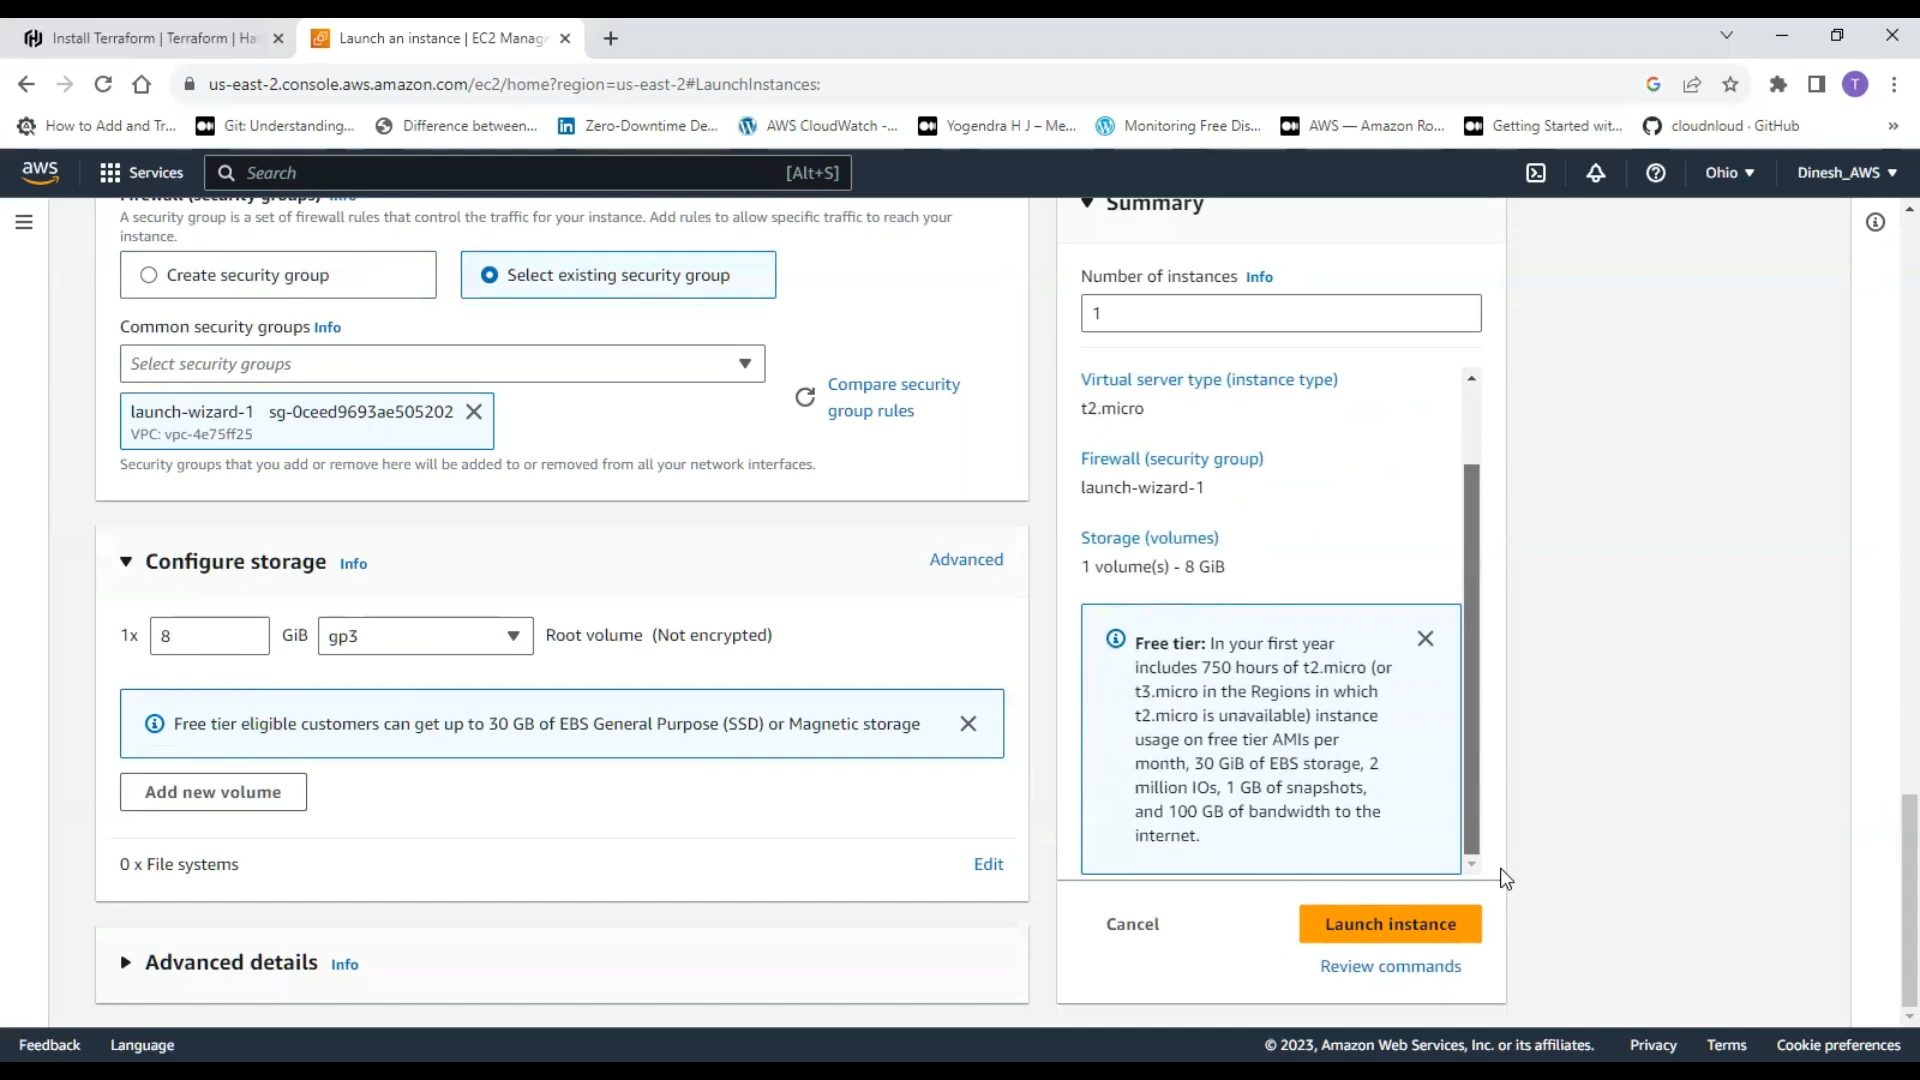 Install Terraform | Terraform | Ha
Launch an instance | EC2 Manag
us-east-2.console.aws.amazon.com/ec2/home?region=us-east-2#LaunchInstances:
T
How to Add and Tr...
Git: Understanding...
Difference between...
Zero-Downtime De...
AWS CloudWatch -...
Yogendra H J – Me...
Monitoring Free Dis...
AWS — Amazon Ro...
Getting Started wit...
cloudnloud · GitHub
»
aws
Services
Search
[Alt+S]
Ohio
Dinesh_AWS
Firewall (security groups) Info
A security group is a set of firewall rules that control the traffic for your instance. Add rules to allow specific traffic to reach your
instance.
Create security group
Select existing security group
Common security groups Info
Select security groups
launch-wizard-1 sg-0ceed9693ae505202
VPC: vpc-4e75ff25
Compare security
group rules
Security groups that you add or remove here will be added to or removed from all your network interfaces.
Configure storage Info
Advanced
1x
8
GiB
gp3
Root volume (Not encrypted)
Free tier eligible customers can get up to 30 GB of EBS General Purpose (SSD) or Magnetic storage
Add new volume
0 x File systems
Edit
Advanced details Info
Summary
Number of instances Info
1
Virtual server type (instance type)
t2.micro
Firewall (security group)
launch-wizard-1
Storage (volumes)
1 volume(s) - 8 GiB
Free tier: In your first year
includes 750 hours of t2.micro (or
t3.micro in the Regions in which
t2.micro is unavailable) instance
usage on free tier AMIs per
month, 30 GiB of EBS storage, 2
million IOs, 1 GB of snapshots,
and 100 GB of bandwidth to the
internet.
Cancel
Launch instance
Review commands
Feedback
Language
© 2023, Amazon Web Services, Inc. or its affiliates.
Privacy
Terms
Cookie preferences